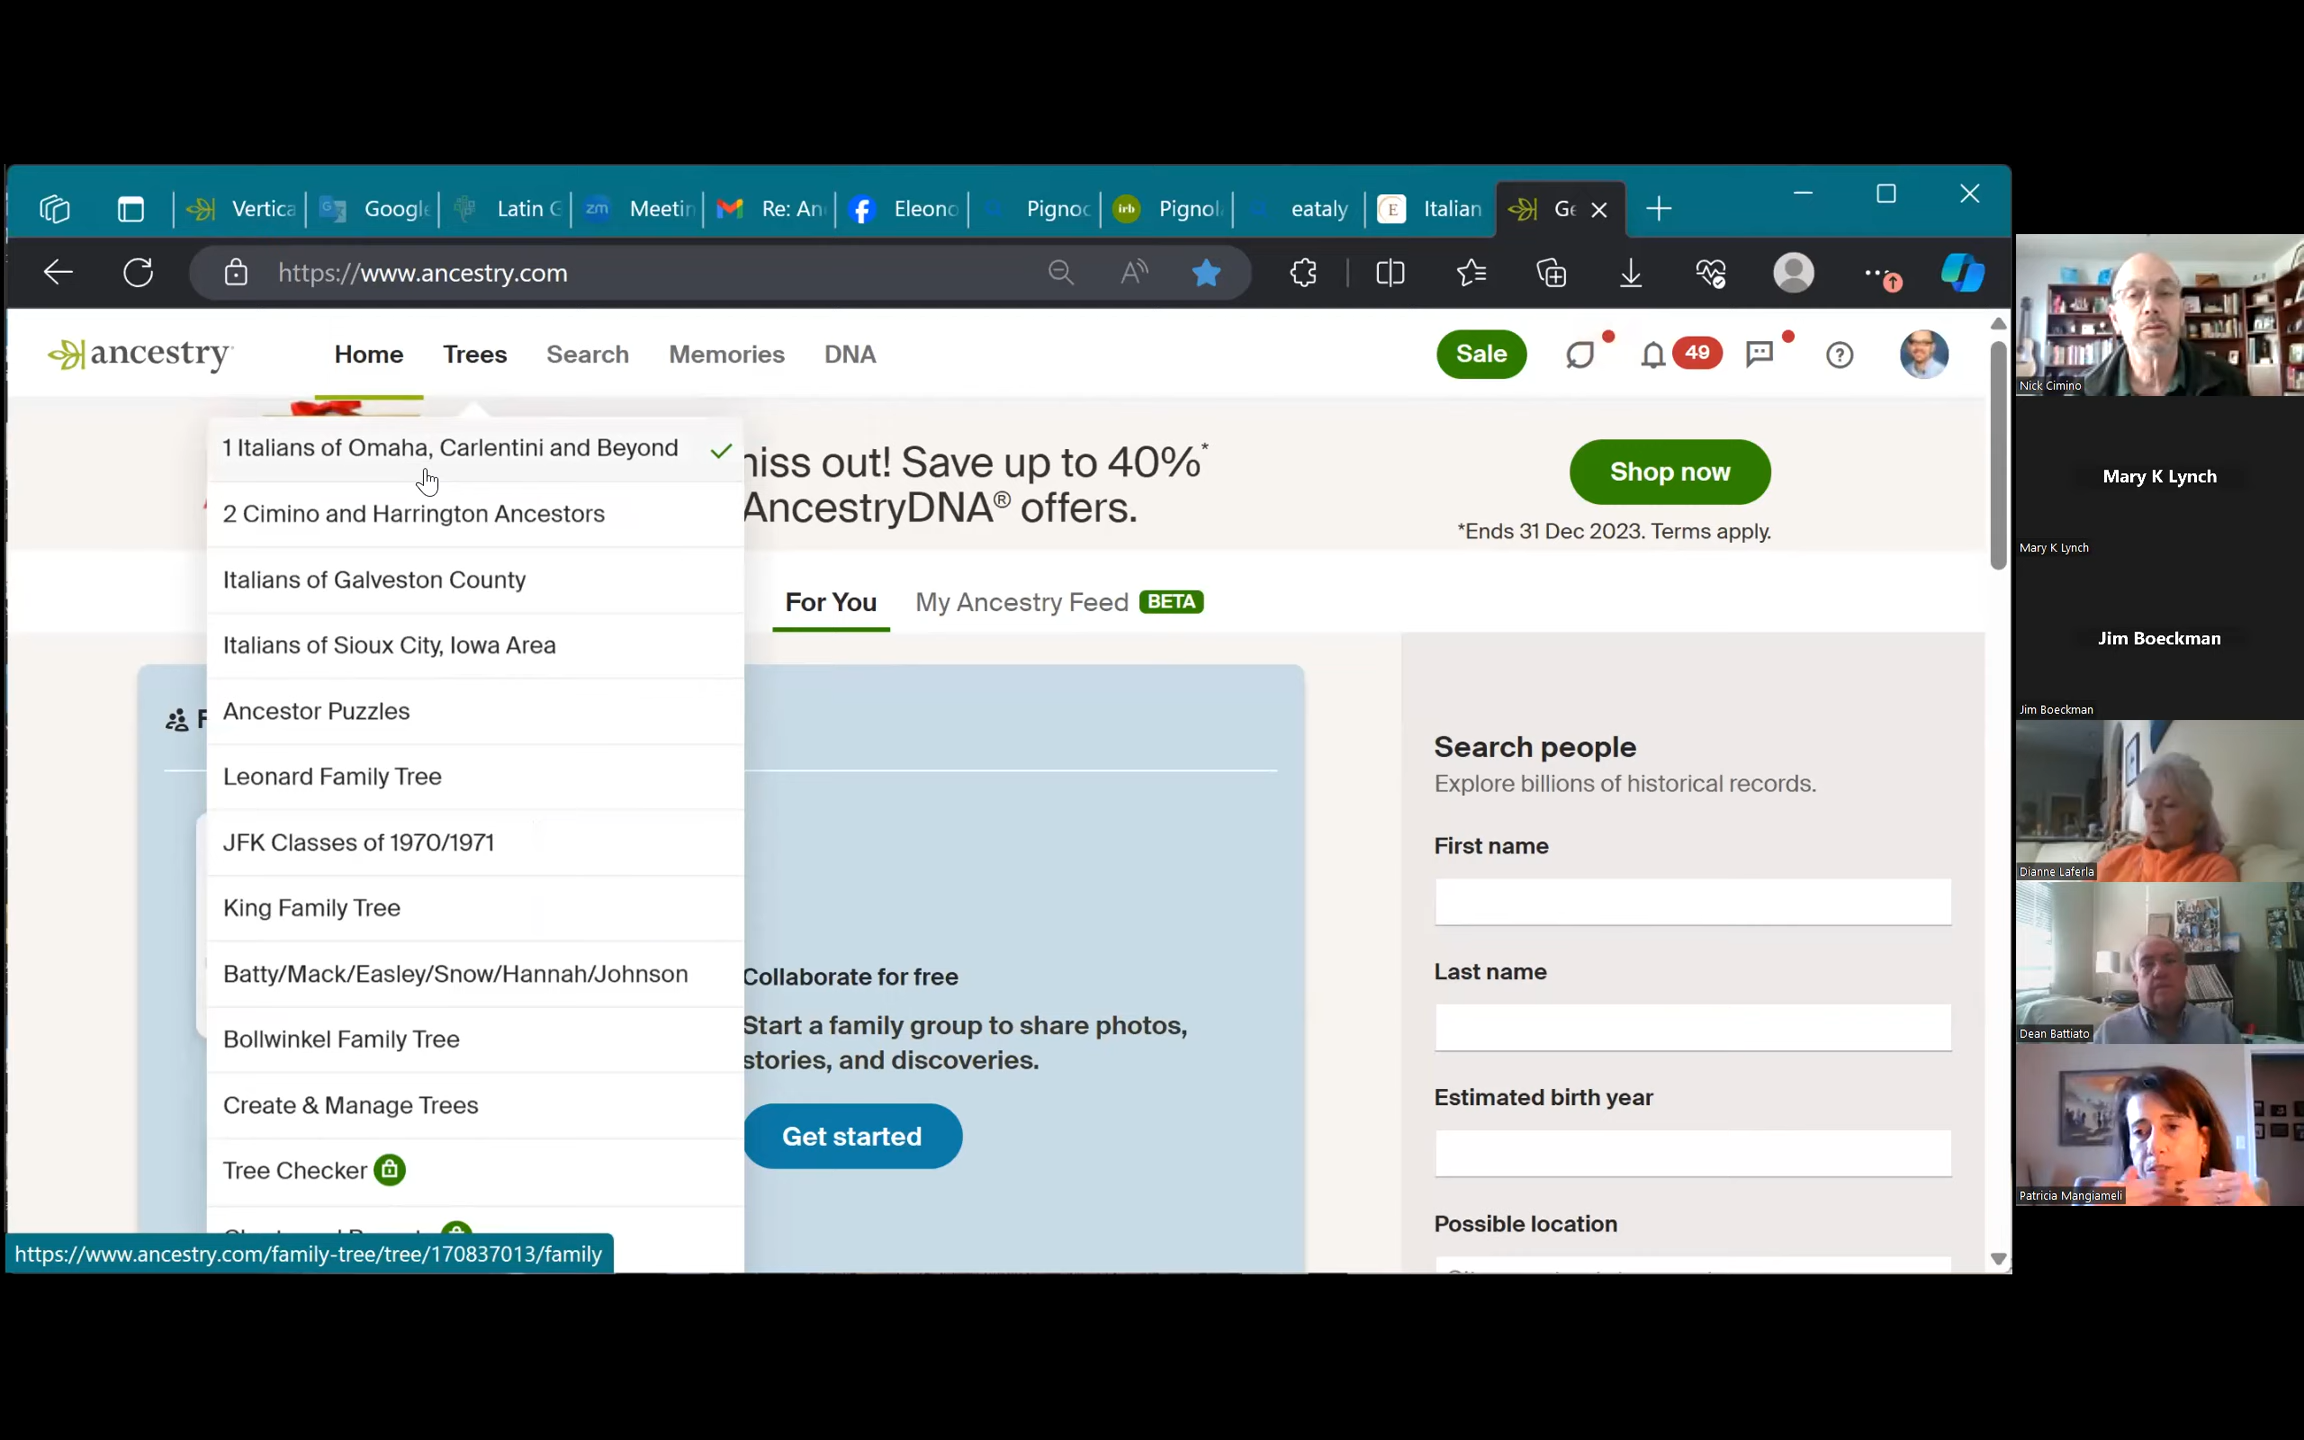 Vertica
Google
Latin G
zm Meetin
Re: An
Eleono
Pignoc
irb Pignol
eataly
E Italian
Ge
https://www.ancestry.com
ancestry
Home
Trees
Search
Memories
DNA
Sale
49
1 Italians of Omaha, Carlentini and Beyond
2 Cimino and Harrington Ancestors
Italians of Galveston County
Italians of Sioux City, Iowa Area
Ancestor Puzzles
Leonard Family Tree
JFK Classes of 1970/1971
King Family Tree
Batty/Mack/Easley/Snow/Hannah/Johnson
Bollwinkel Family Tree
Create & Manage Trees
Tree Checker
https://www.ancestry.com/family-tree/tree/170837013/family
miss out! Save up to 40%*
AncestryDNA® offers.
Shop now
*Ends 31 Dec 2023. Terms apply.
For You
My Ancestry Feed BETA
F
Collaborate for free
Start a family group to share photos,
stories, and discoveries.
Get started
Search people
Explore billions of historical records.
First name
Last name
Estimated birth year
Possible location
Nick Cimino
Mary K Lynch
Mary K Lynch
Jim Boeckman
Jim Boeckman
Dianne Laferla
Dean Battiato
Patricia Mangiameli